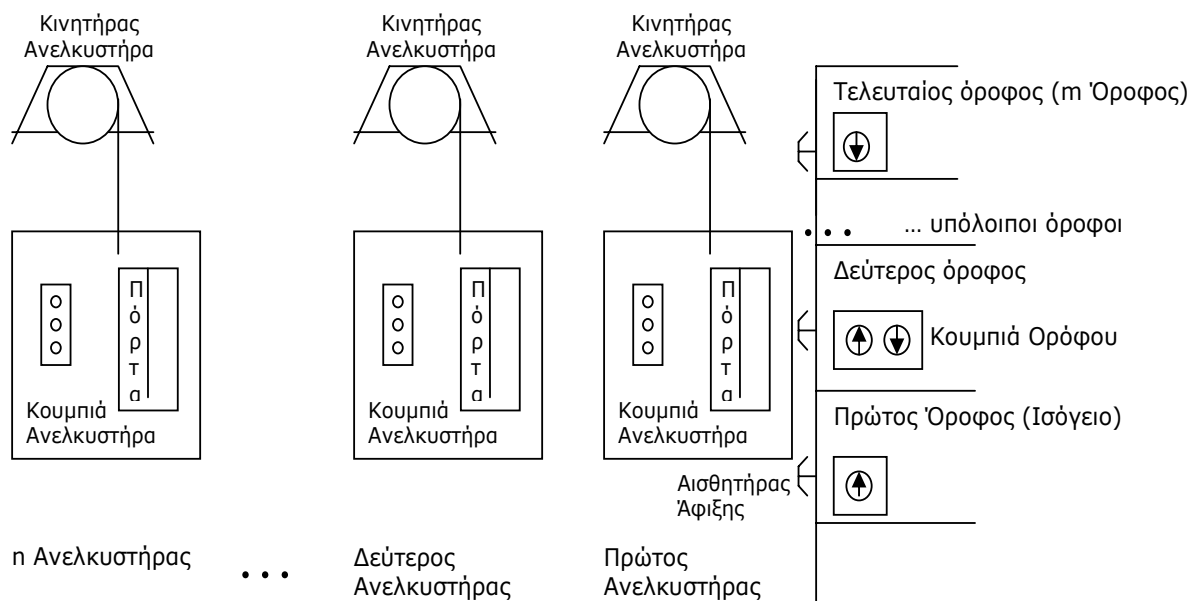 Κινητήρας
Ανελκυστήρα
Κινητήρας
Ανελκυστήρα
Κινητήρας
Ανελκυστήρα
Τελευταίος όροφος (m Όροφος)
... υπόλοιποι όροφοι
Δεύτερος όροφος
Κουμπιά Ορόφου
Πρώτος Όροφος (Ισόγειο)
Π
ό
ρ
τ
α
Κουμπιά
Ανελκυστήρα
Π
ό
ρ
τ
α
Κουμπιά
Ανελκυστήρα
Π
ό
ρ
τ
α
Κουμπιά
Ανελκυστήρα
Αισθητήρας
Άφιξης
n Ανελκυστήρας
...
Δεύτερος
Ανελκυστήρας
Πρώτος
Ανελκυστήρας